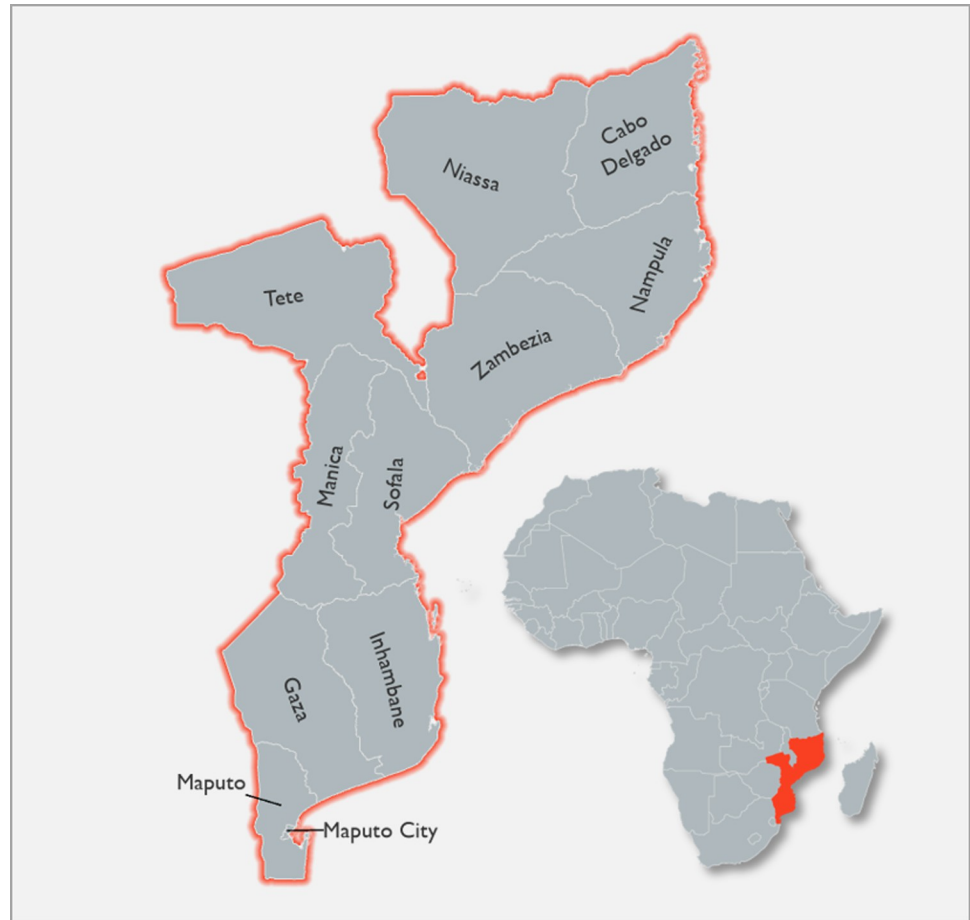 Cabo
Delgado
Niassa
Nampula
Tete
Zambezia
Manica
Sofala
Inhambane
Gaza
Maputo
Maputo City